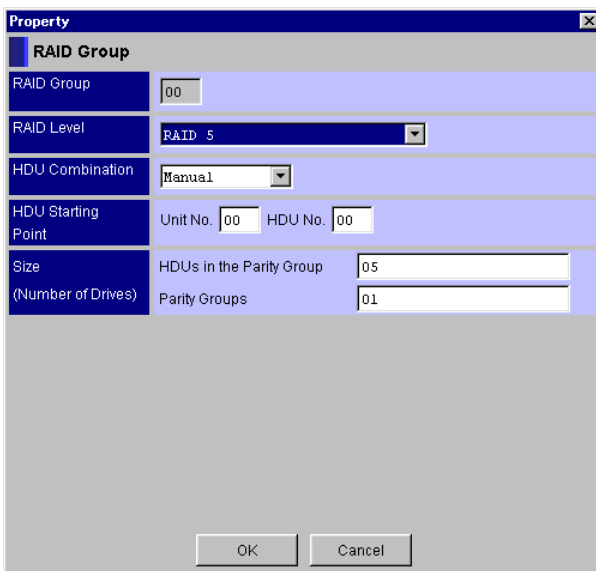 Property
RAID Group
RAID Group 00
RAID Level RAID 5
HDU Combination Manual
HDU Starting Point Unit No. 00 HDU No. 00
Size (Number of Drives)
HDUs in the Parity Group 05
Parity Groups 01
OK Cancel